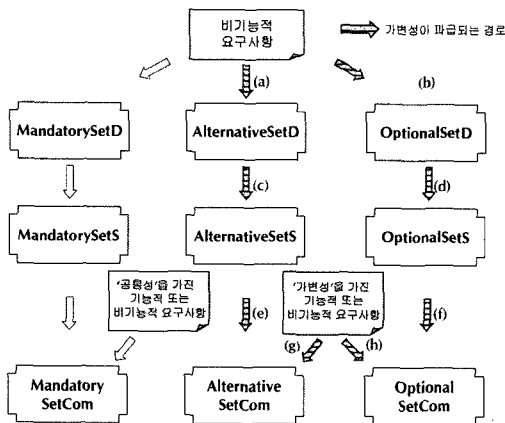 비기능적
요구사항
가변성이 파급되는 경로
(a)
(b)
MandatorySetD
AlternativeSetD
OptionalSetD
(c)
(d)
MandatorySetS
AlternativeSetS
OptionalSetS
'공통성'을 가진
기능적 또는
비기능적 요구사항
'가변성'을 가진
기능적 또는
비기능적 요구사항
(e)
(f)
(g)
(h)
Mandatory
SetCom
Alternative
SetCom
Optional
SetCom